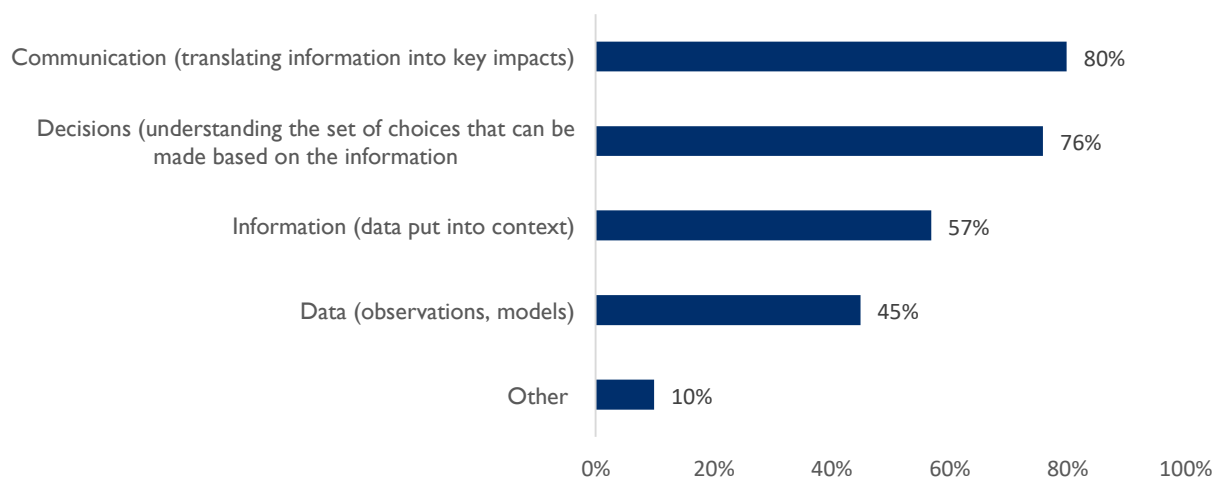 Communication (translating information into key impacts)
80%
Decisions (understanding the set of choices that can be
made based on the information
76%
Information (data put into context)
57%
Data (observations, models)
45%
Other
10%
0%
20%
40%
60%
80%
100%